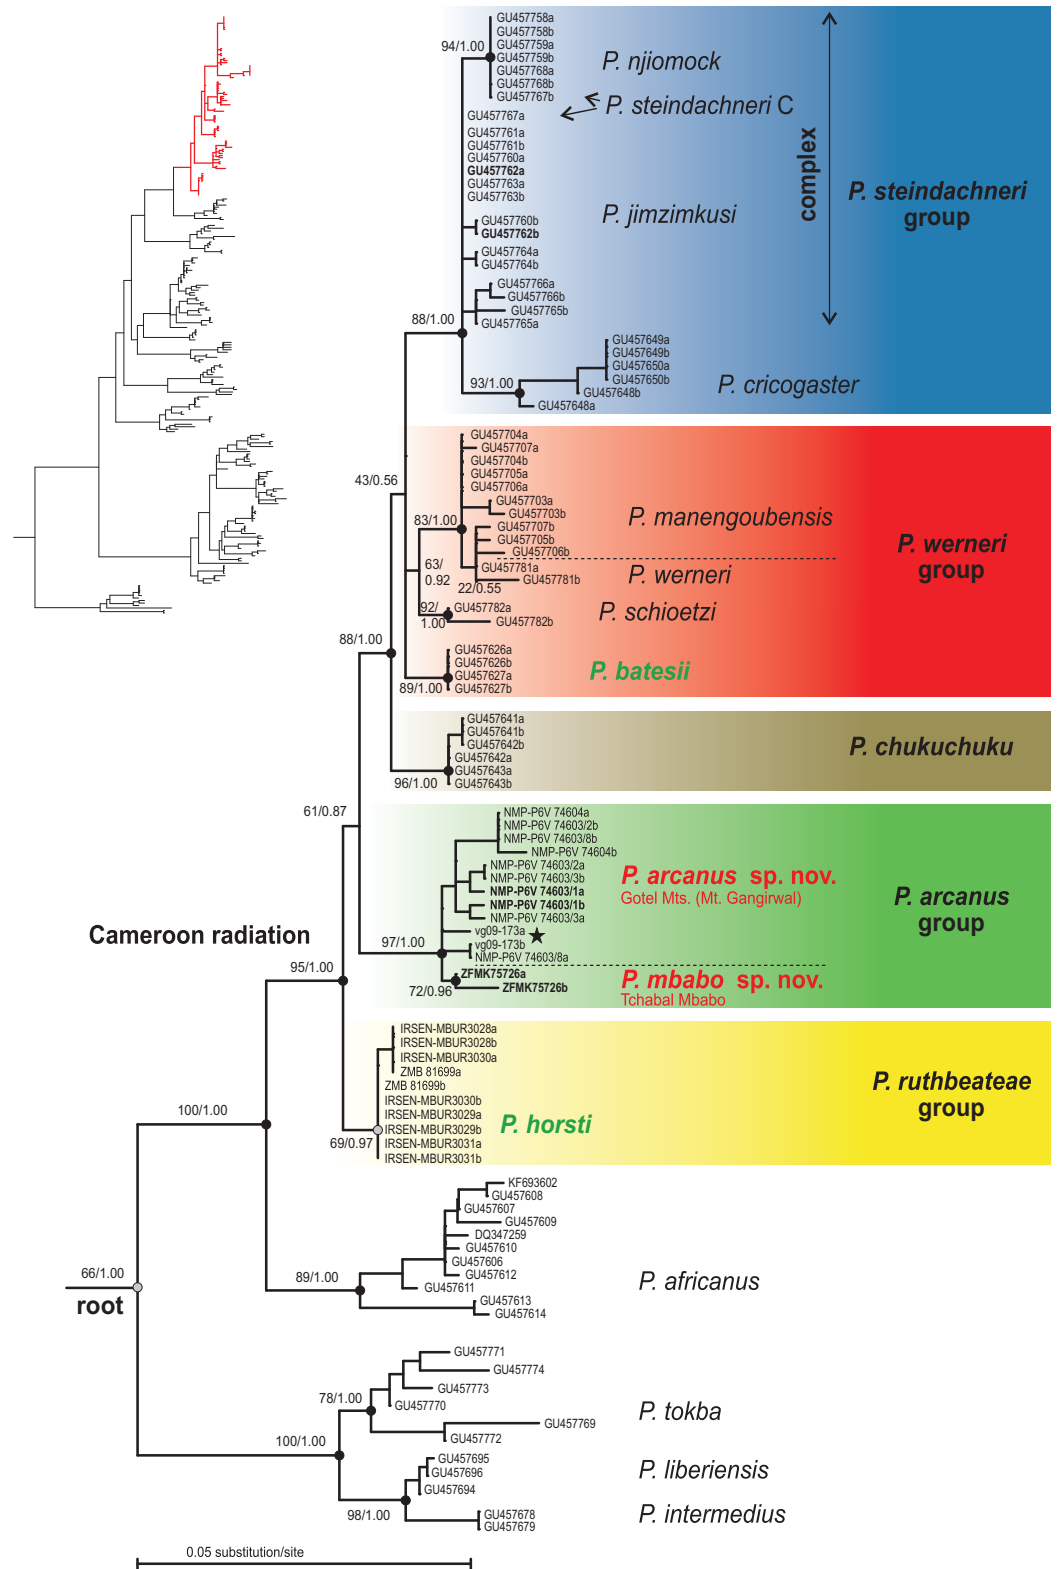 GU457758a
GU457758b
94/1.00
GU457759a
GU457759b
GU457768a
GU457768b
GU457767b
P. njiomock
P. steindachneri C
GU457767a
GU457761a
GU457761b
GU457760a
GU457762a
GU457763a
GU457763b
GU457760b
GU457762b
P. jimzimkusi
GU457764a
GU457764b
GU457766a
GU457766b
GU457765b
GU457765a
complex
P. steindachneri
group
88/1.00
GU457649a
GU457649b
GU457650a
GU457650b
GU457648b
GU457648a
93/1.00
P. cricogaster
43/0.56
GU457704a
GU457707a
GU457704b
GU457705a
GU457706a
GU457703a
GU457703b
GU457707b
GU457705b
GU457706b
83/1.00
P. manengoubensis
P. werneri
group
63/
0.92
GU457781a
GU457781b
22/0.55
P. werneri
92/
1.00
GU457782a
GU457782b
P. schioetzi
88/1.00
GU457626a
GU457626b
GU457627a
GU457627b
89/1.00
P. batesii
GU457641a
GU457641b
GU457642b
GU457642a
GU457643a
GU457643b
96/1.00
P. chukuchuku
61/0.87
NMP-P6V 74604a
NMP-P6V 74603/2b
NMP-P6V 74603/8b
NMP-P6V 74604b
NMP-P6V 74603/2a
NMP-P6V 74603/3b
NMP-P6V 74603/1a
NMP-P6V 74603/1b
NMP-P6V 74603/3a
vg09-173a
vg09-173b
NMP-P6V 74603/8a
P. arcanus sp. nov.
Gotel Mts. (Mt. Gangirwal)
P. arcanus
group
97/1.00
ZFMK75726a
ZFMK75726b
72/0.96
P. mbabo sp. nov.
Tchabal Mbabo
Cameroon radiation
95/1.00
IRSEN-MBUR3028a
IRSEN-MBUR3028b
IRSEN-MBUR3030a
ZMB 81699a
ZMB 81699b
IRSEN-MBUR3030b
IRSEN-MBUR3029a
IRSEN-MBUR3029b
IRSEN-MBUR3031a
IRSEN-MBUR3031b
69/0.97
P. horsti
P. ruthbeateae
group
100/1.00
KF693602
GU457608
GU457607
GU457609
DQ347259
GU457610
GU457606
GU457612
GU457611
GU457613
GU457614
89/1.00
P. africanus
66/1.00
root
GU457771
GU457774
GU457773
GU457770
78/1.00
GU457769
GU457772
P. tokba
100/1.00
GU457695
GU457696
GU457694
P. liberiensis
98/1.00
GU457678
GU457679
P. intermedius
0.05 substitution/site